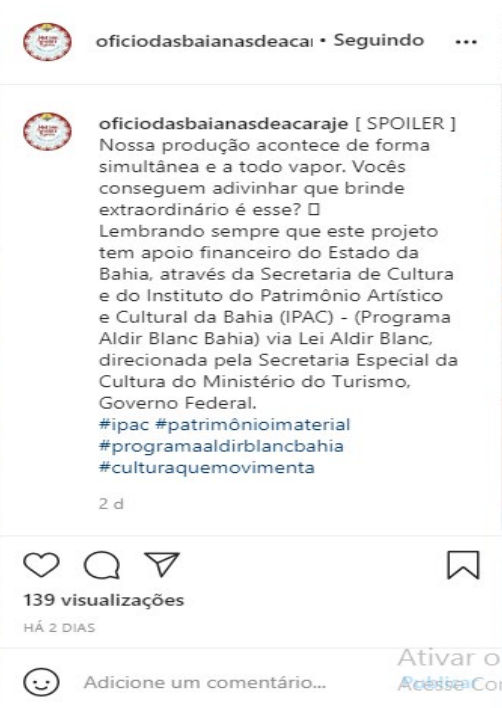 oficiodasbaianasdeacar • Seguindo ...
oficiodasbaianasdeacaraje [ SPOILER ]
Nossa produção acontece de forma
simultânea e a todo vapor. Vocês
conseguem adivinhar que brinde
extraordinário é esse?
Lembrando sempre que este projeto
tem apoio financeiro do Estado da
Bahia, através da Secretaria de Cultura
e do Instituto do Patrimônio Artístico
e Cultural da Bahia (IPAC) - (Programa
Aldir Blanc Bahia) via Lei Aldir Blanc,
direcionada pela Secretaria Especial da
Cultura do Ministério do Turismo,
Governo Federal.
#ipac #patrimônioimaterial
#programaaldirblancbahia
#culturaquemovimenta
2 d
139 visualizações
HÁ 2 DIAS
Ativar o
Adicione um comentário...
Publicar
Acesse Con